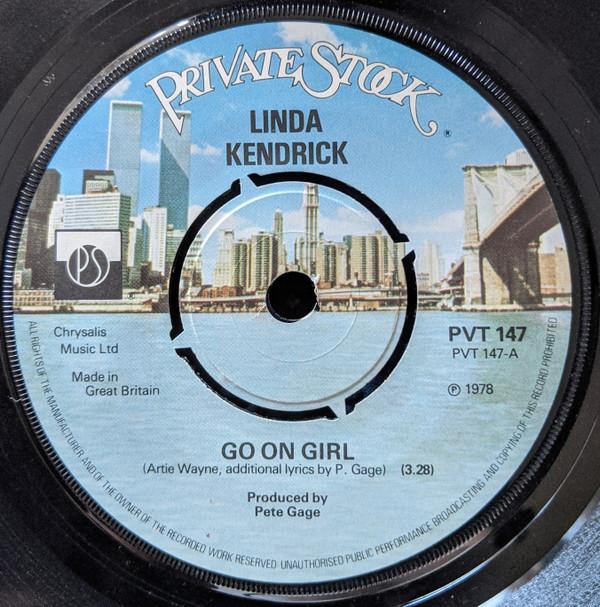 PRIVATE STOCK
®
LINDA
KENDRICK
PS
Chrysalis
Music Ltd
PVT 147
PVT 147-A
Made in
Great Britain
℗ 1978
GO ON GIRL
(Artie Wayne, additional lyrics by P. Gage) (3.28)
Produced by
Pete Gage
ALL RIGHTS OF THE MANUFACTURER AND OF THE OWNER OF THE RECORDED WORK RESERVED UNAUTHORISED PUBLIC PERFORMANCE BROADCASTING AND COPYING OF THIS RECORD PROHIBITED